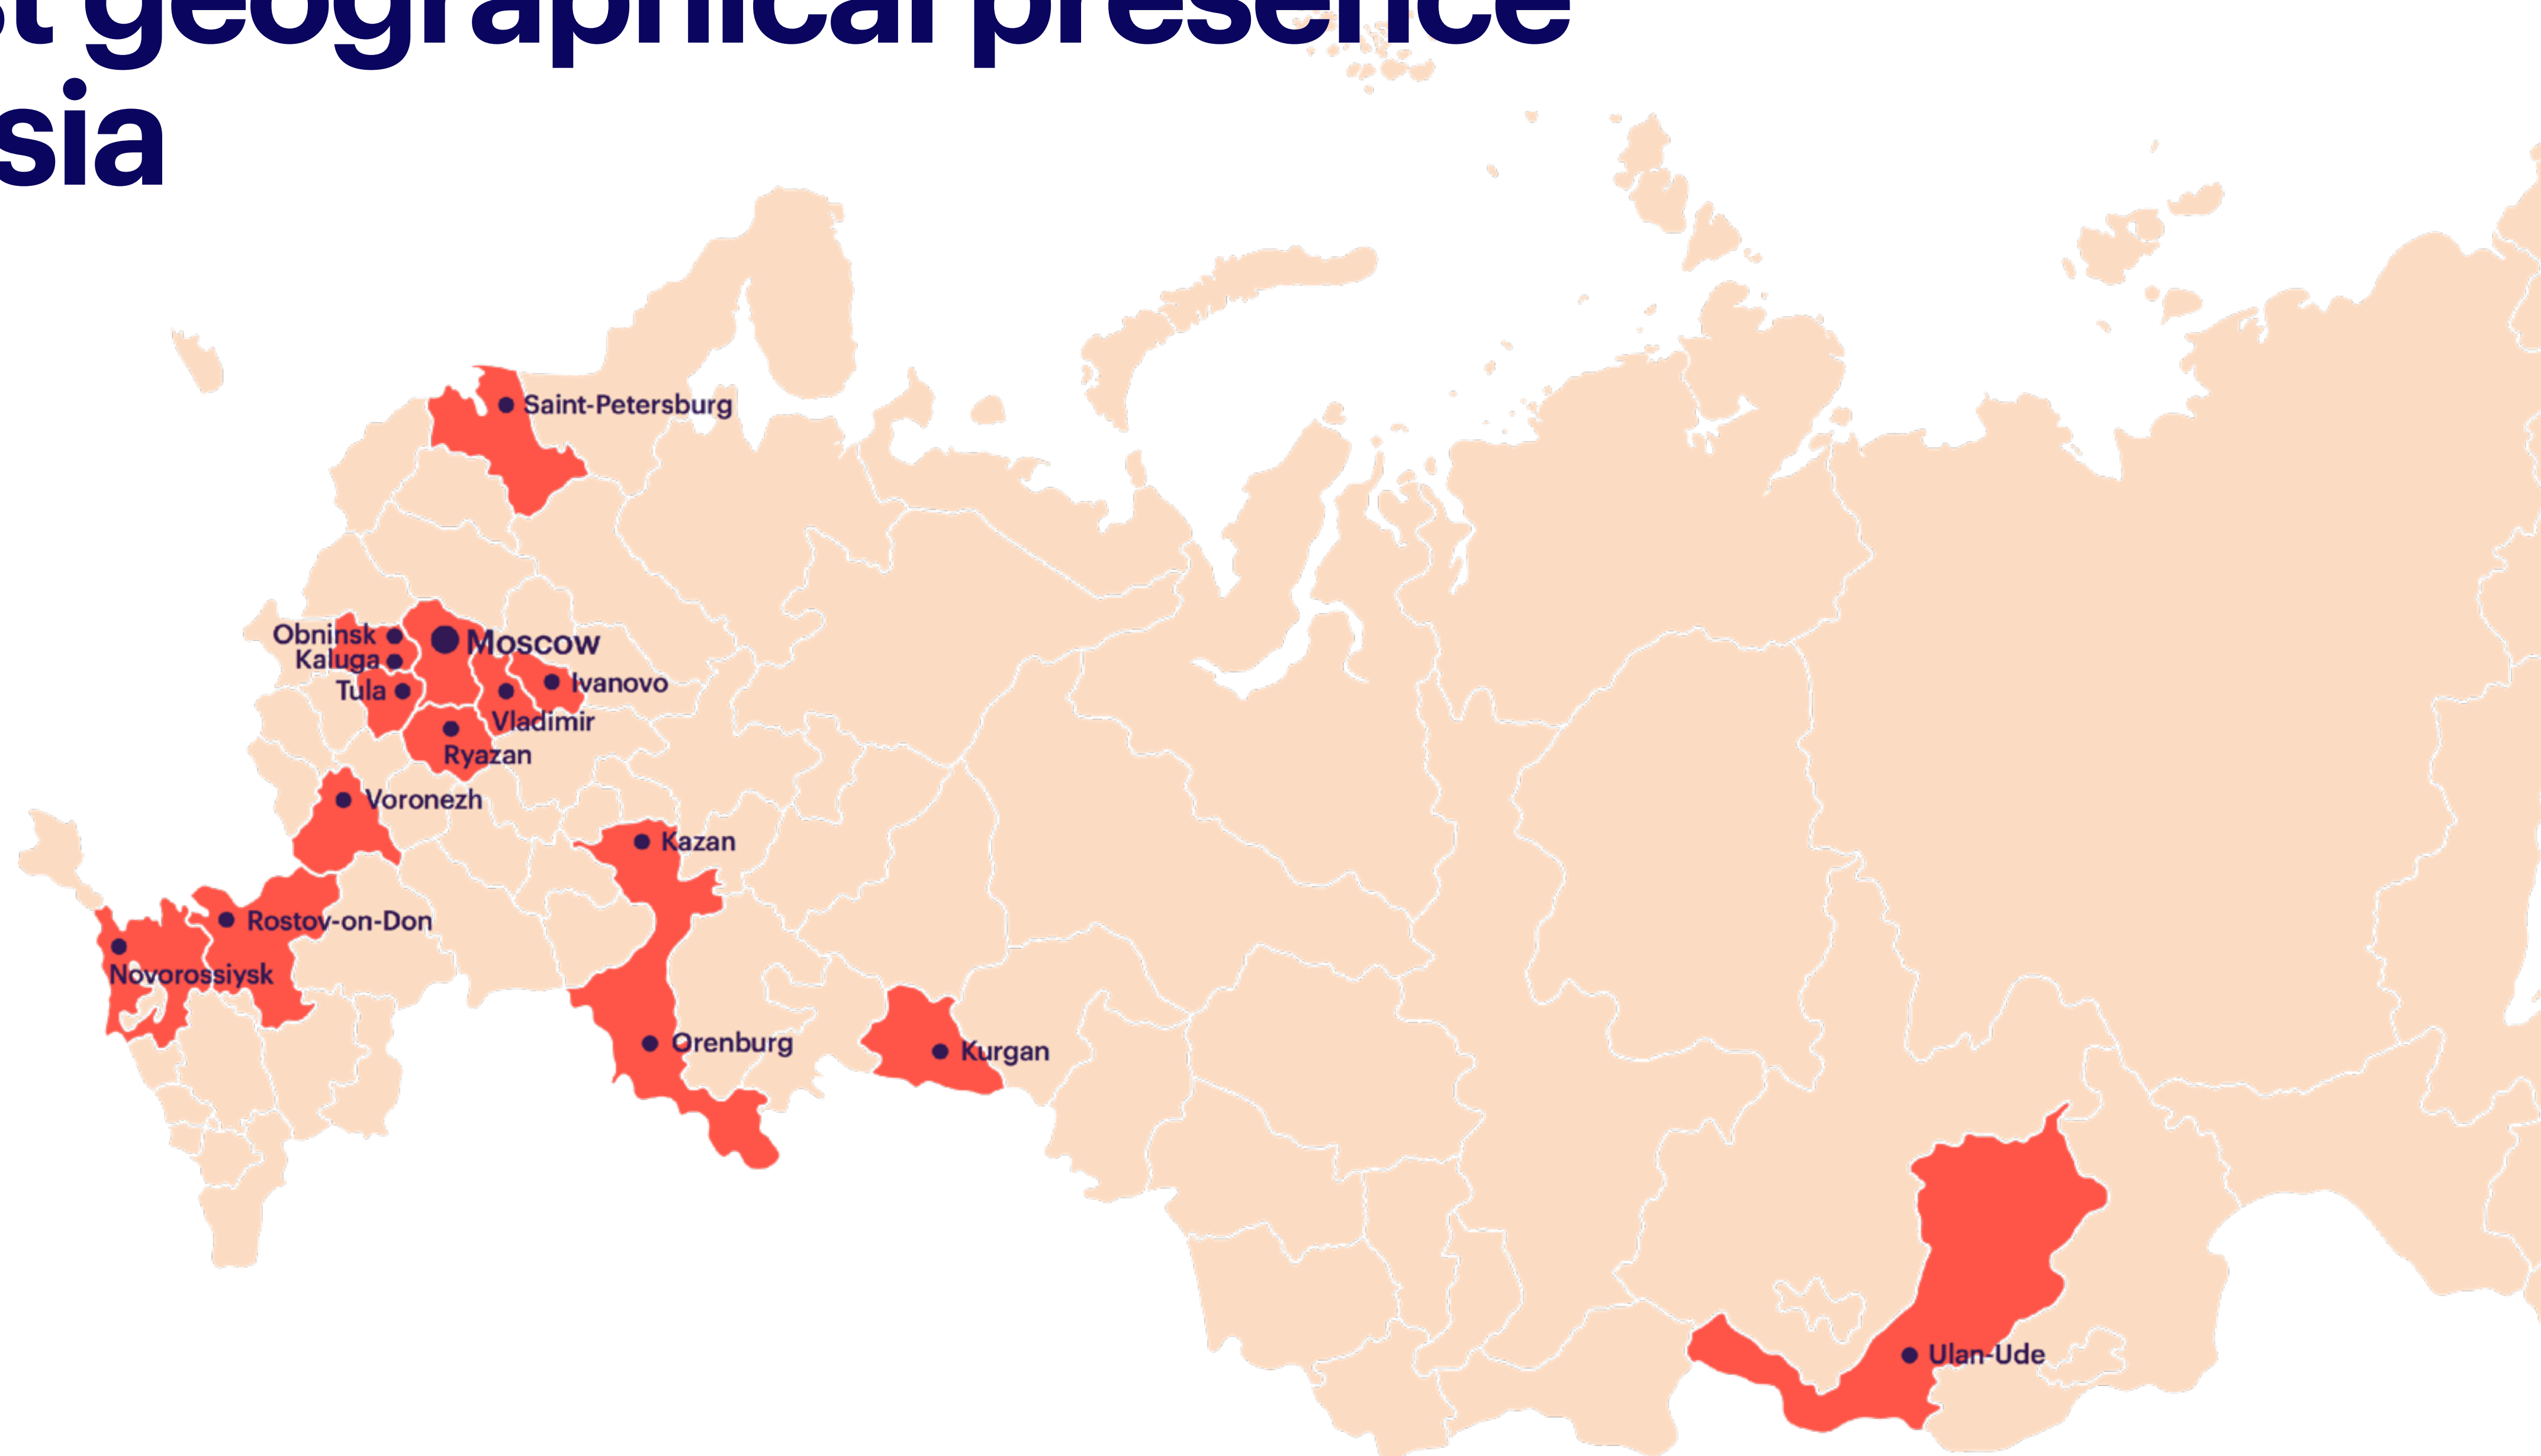 t geographical presence
sia
Saint-Petersburg
Obninsk
Moscow
Kaluga
Ivanovo
Tula
Vladimir
Ryazan
Voronezh
Kazan
Rostov-on-Don
Novorossiysk
Orenburg
Kurgan
Ulan-Ude